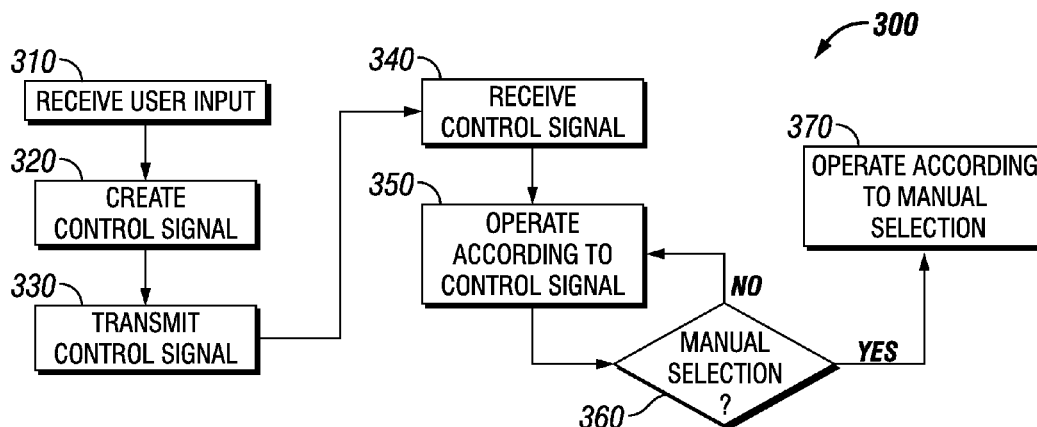 300
310
RECEIVE USER INPUT
320
CREATE
CONTROL SIGNAL
330
TRANSMIT
CONTROL SIGNAL
340
RECEIVE
CONTROL SIGNAL
350
OPERATE
ACCORDING TO
CONTROL SIGNAL
NO
MANUAL
SELECTION
?
360
YES
370
OPERATE ACCORDING
TO MANUAL
SELECTION